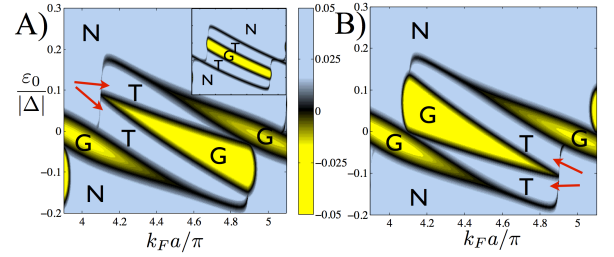 A)
0.3
0.2
0.1
0
−0.1
−0.2
ε₀
|Δ|
N
T
T
G
G
G
N
N
T
G
T
N
4
4.2
4.4
4.6
4.8
5
k_F a/π
0.05
0.025
0
−0.025
−0.05
B)
0.3
0.2
0.1
0
−0.1
−0.2
N
G
T
G
T
N
4
4.2
4.4
4.6
4.8
5
k_F a/π